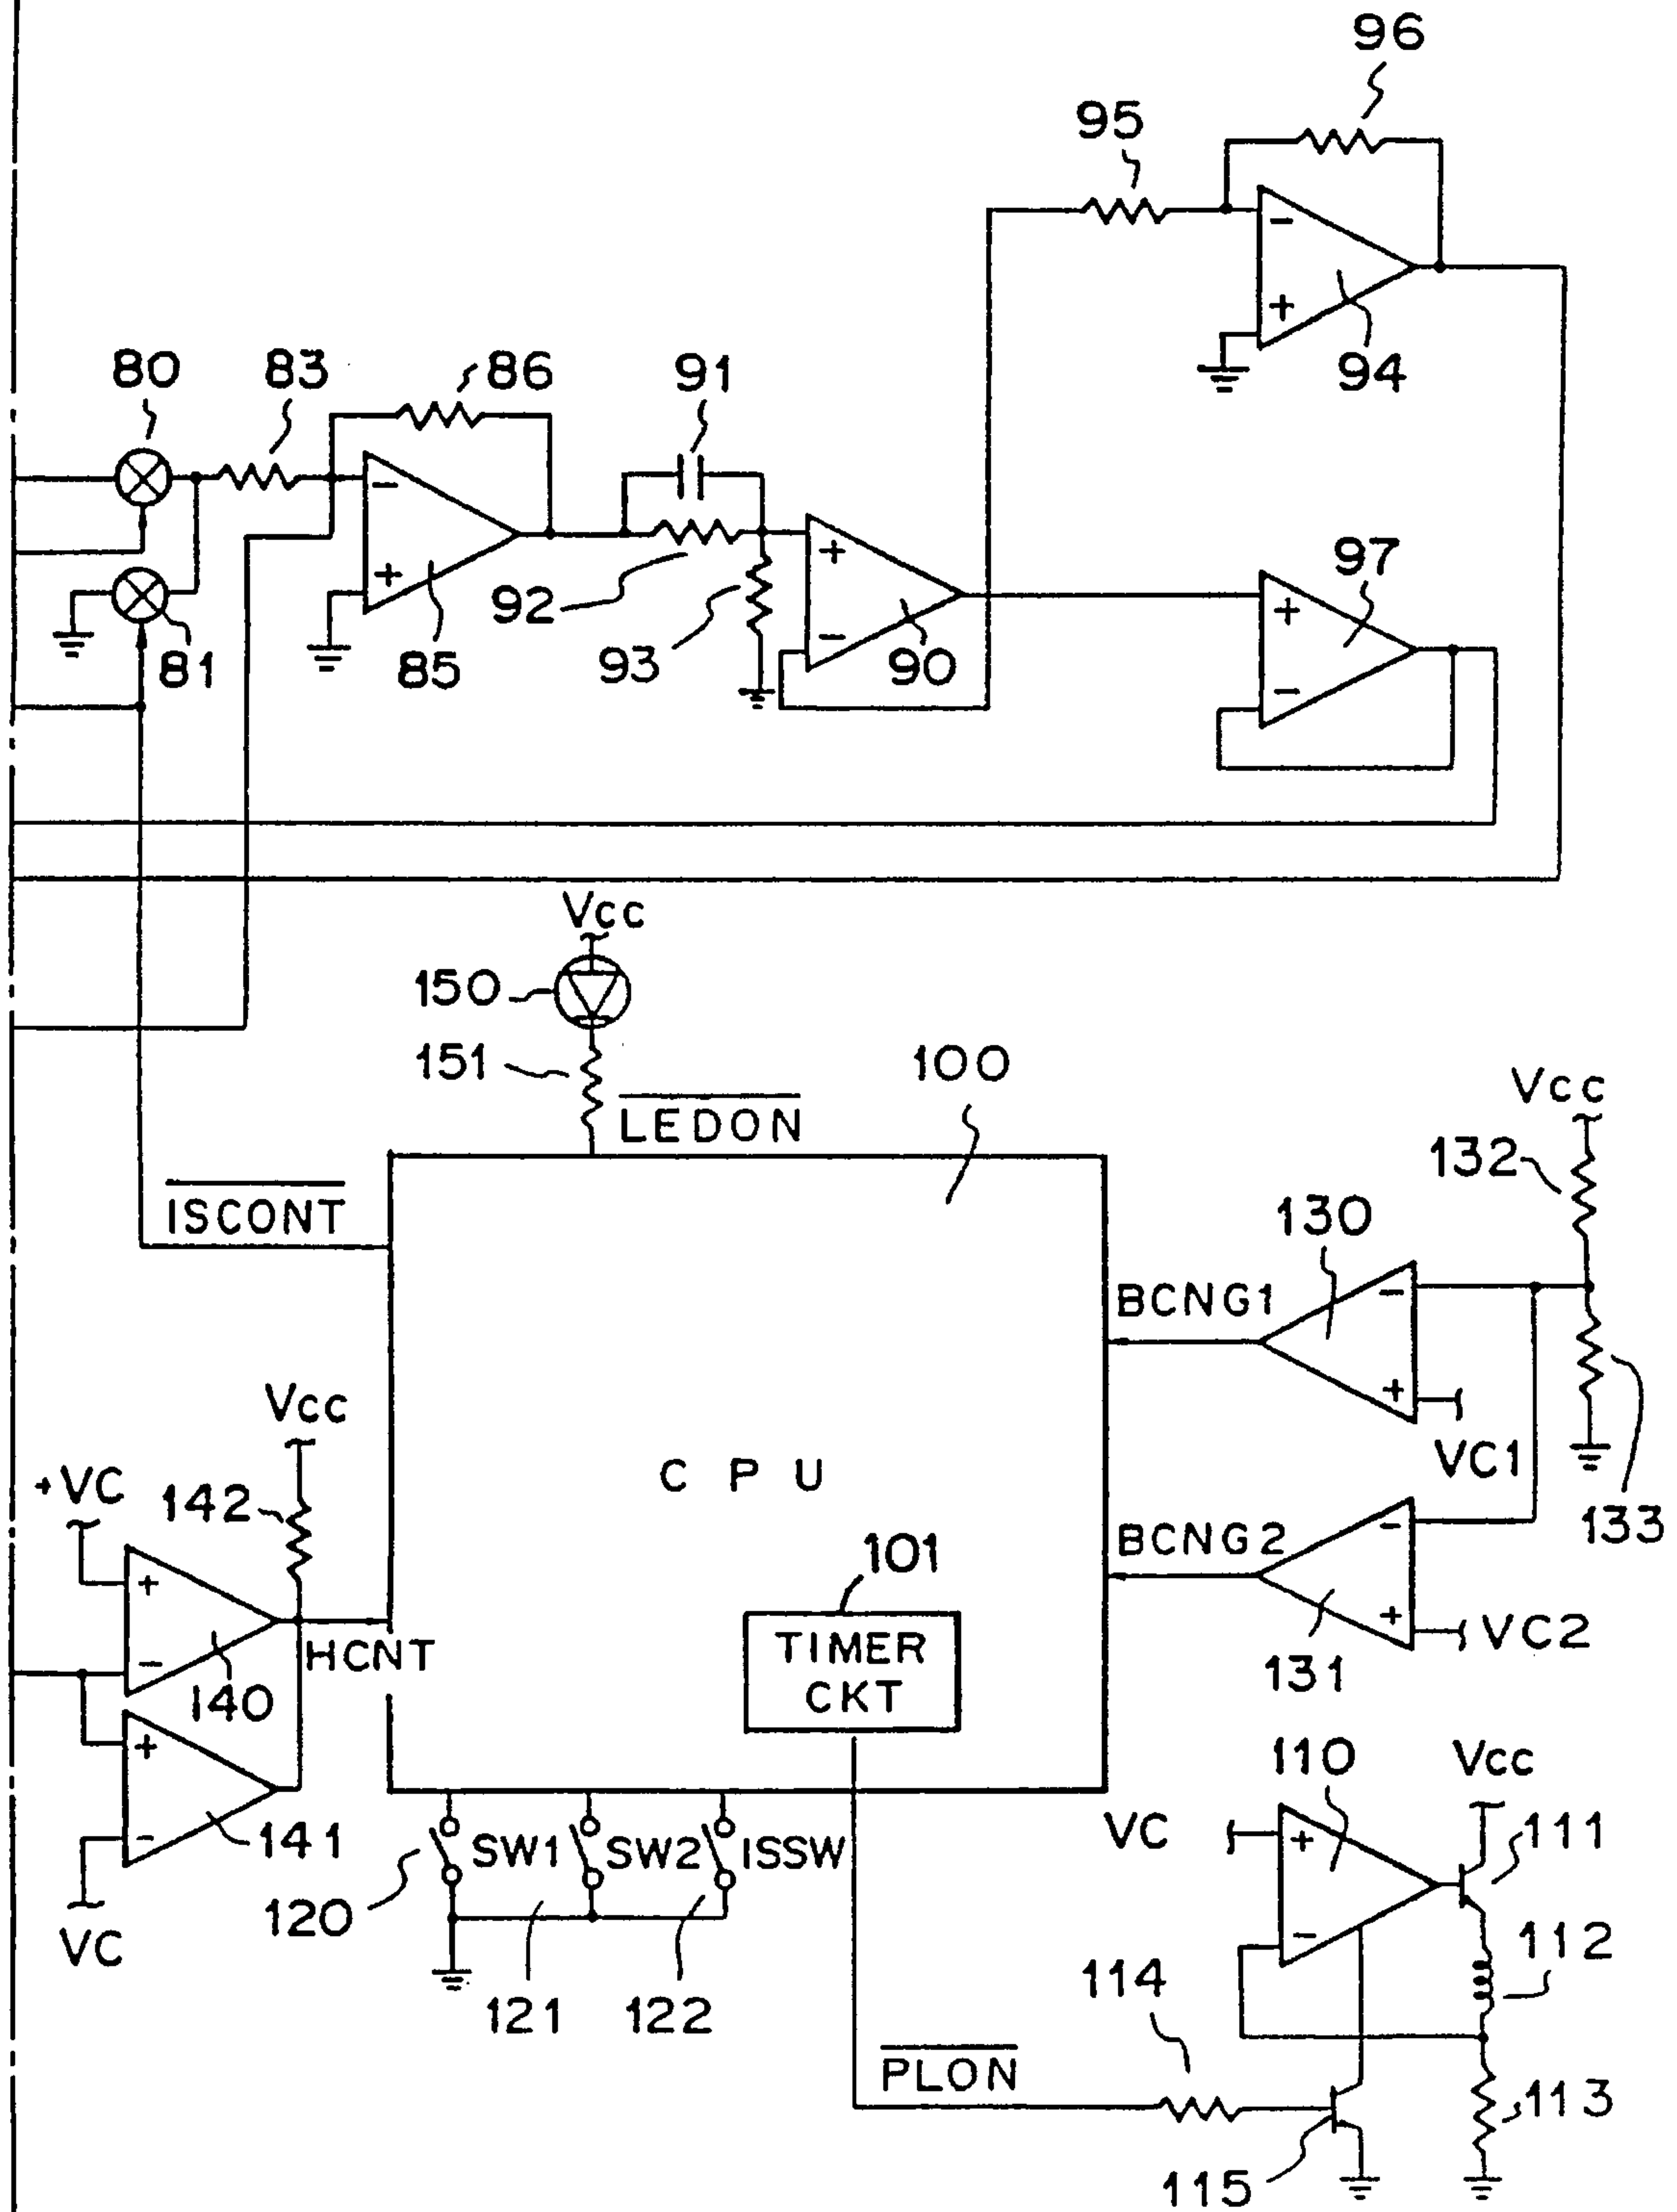 96
95
94
80
83
86
91
97
92
93
81
85
90
Vcc
150
151
100
LEDON
Vcc
132
ISCONT
130
BCNG1
Vcc
VC1
+VC
142
CPU
133
BCNG2
101
TIMER
CKT
VC2
HCNT
131
140
110
Vcc
VC
111
141
SW1
SW2
ISSW
120
VC
112
114
121
122
PLON
113
115